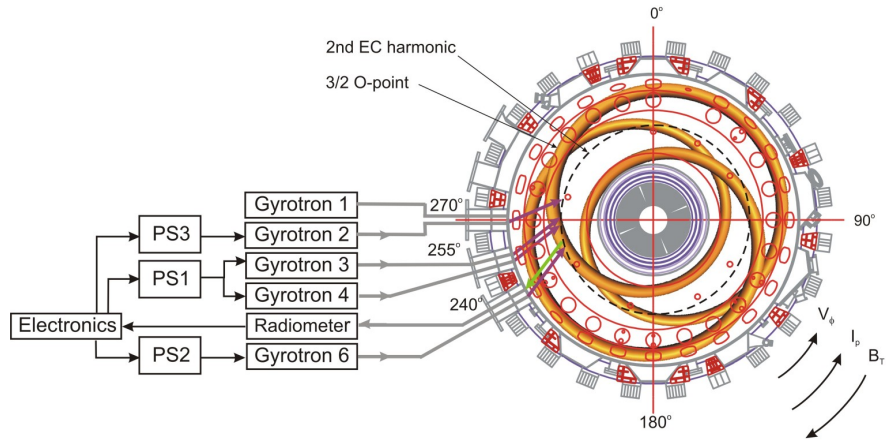 0°
2nd EC harmonic
3/2 O-point
270°
Gyrotron 1
PS3
Gyrotron 2
90°
255°
PS1
Gyrotron 3
Gyrotron 4
240°
Electronics
Radiometer
PS2
Gyrotron 6
Vϕ
Ip
BT
180°